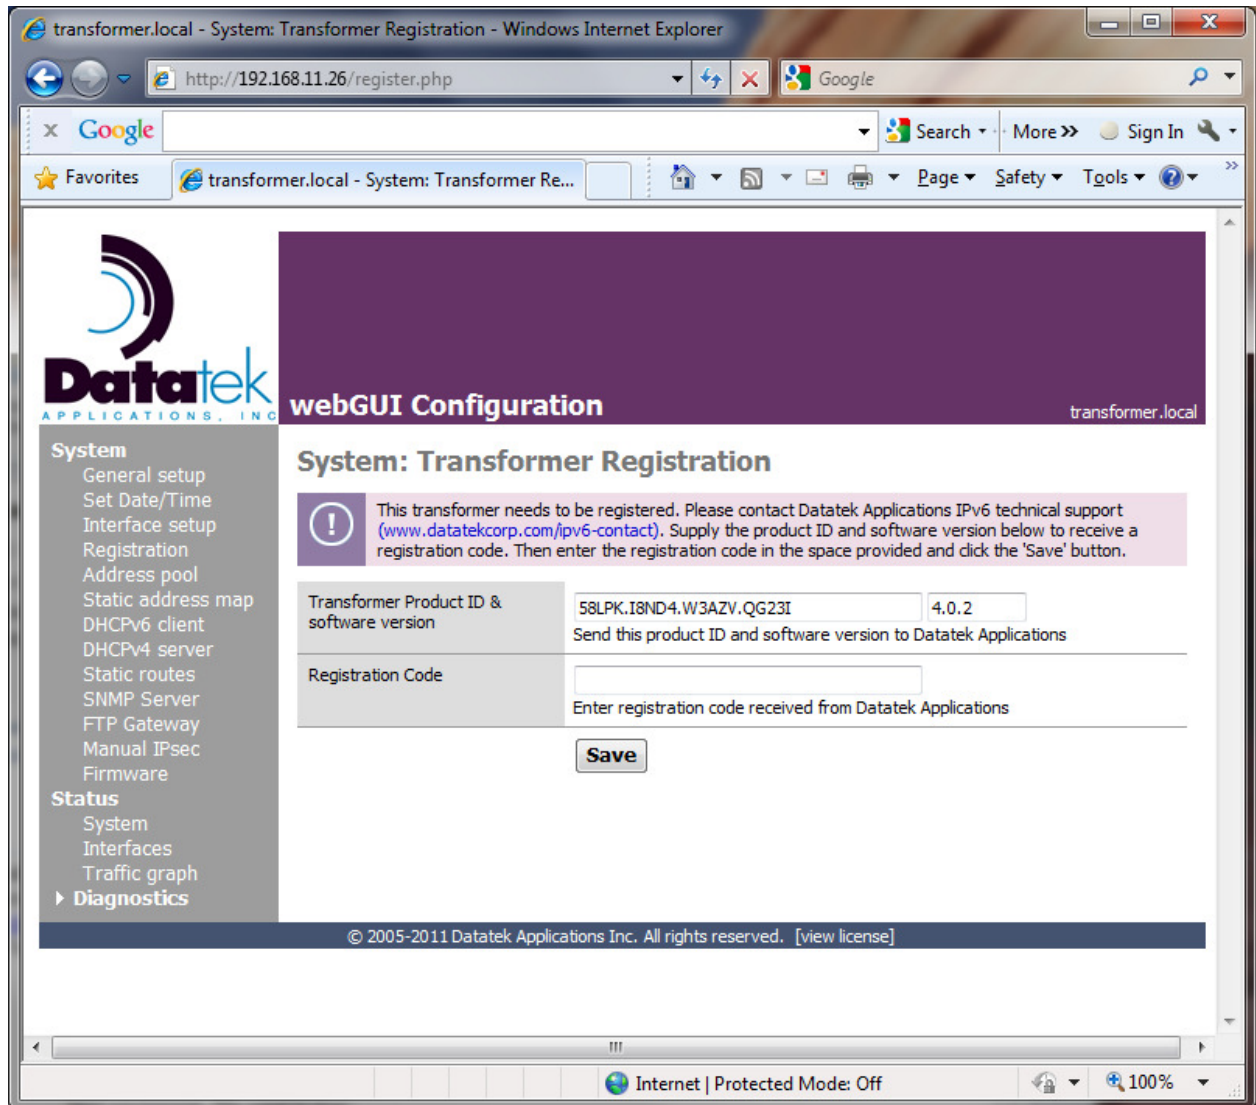 transformer.local - System: Transformer Registration - Windows Internet Explorer
http://192.168.11.26/register.php
Google
x Google
Search
More >>
Sign In
Favorites
transformer.local - System: Transformer Re...
Page
Safety
Tools
Datatek
APPLICATIONS, INC
webGUI Configuration
transformer.local
System
General setup
Set Date/Time
Interface setup
Registration
Address pool
Static address map
DHCPv6 client
DHCPv4 server
Static routes
SNMP Server
FTP Gateway
Manual IPsec
Firmware
Status
System
Interfaces
Traffic graph
Diagnostics
System: Transformer Registration
This transformer needs to be registered. Please contact Datatek Applications IPv6 technical support
(www.datatekcorp.com/ipv6-contact). Supply the product ID and software version below to receive a
registration code. Then enter the registration code in the space provided and click the 'Save' button.
Transformer Product ID &
software version
58LPK.I8ND4.W3AZV.QG23I
4.0.2
Send this product ID and software version to Datatek Applications
Registration Code
Enter registration code received from Datatek Applications
Save
© 2005-2011 Datatek Applications Inc. All rights reserved. [view license]
Internet | Protected Mode: Off
100%